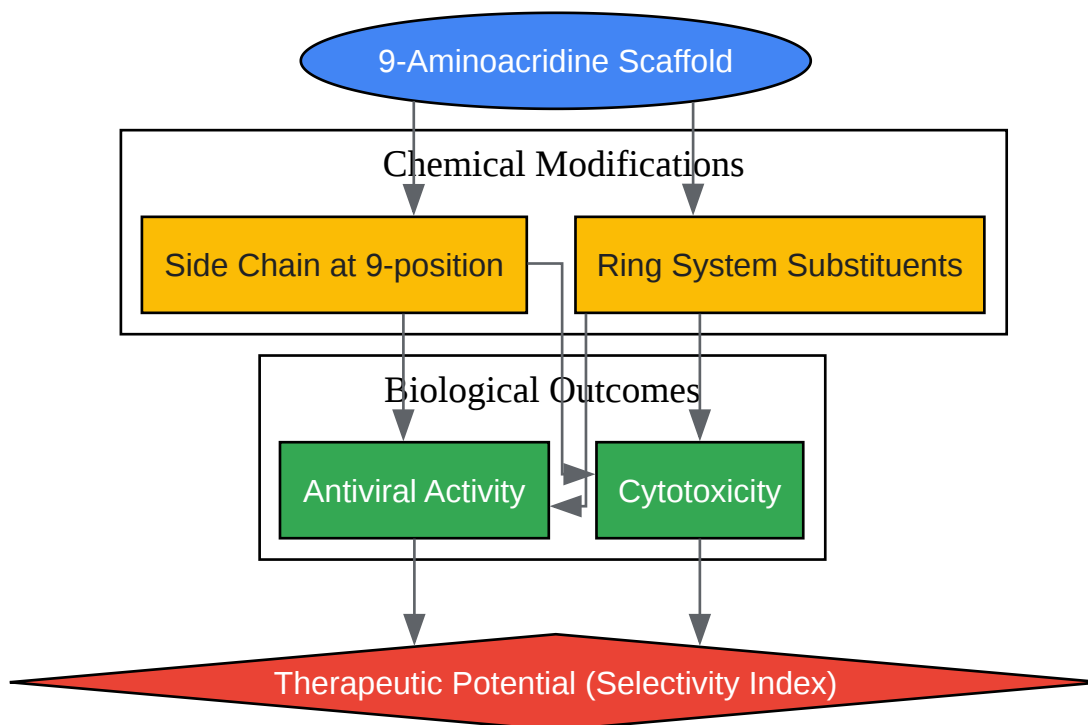 9-Aminoacridine Scaffold
Chemical Modifications
Side Chain at 9-position
Ring System Substituents
Biological Outcomes
Antiviral Activity
Cytotoxicity
Therapeutic Potential (Selectivity Index)